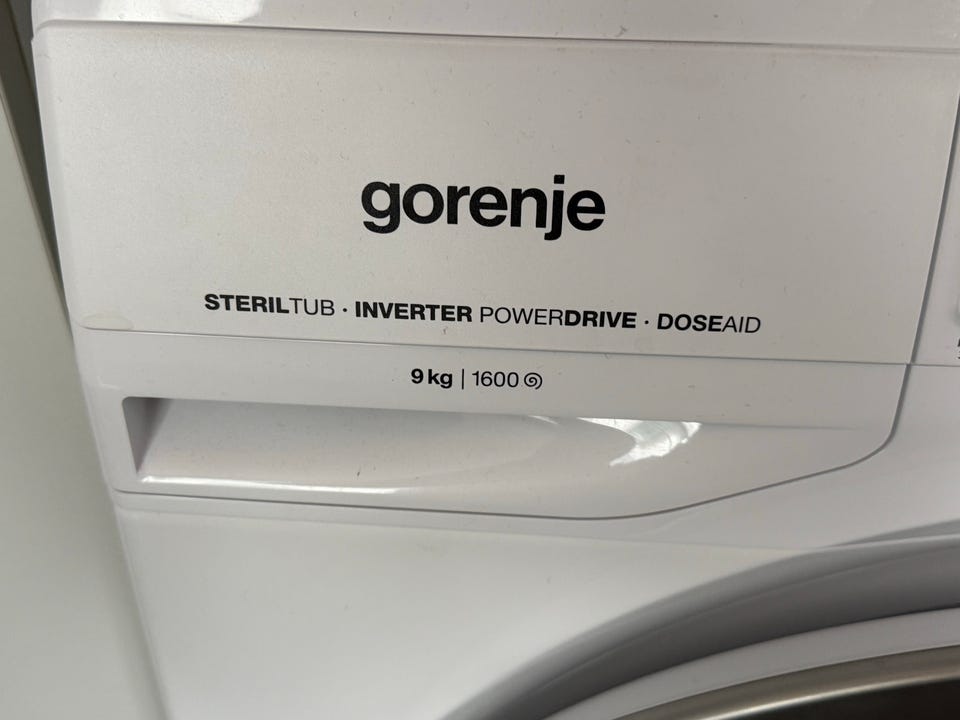 gorenje
STERILTUB · INVERTER POWERDRIVE · DOSEAID
9 kg | 1600